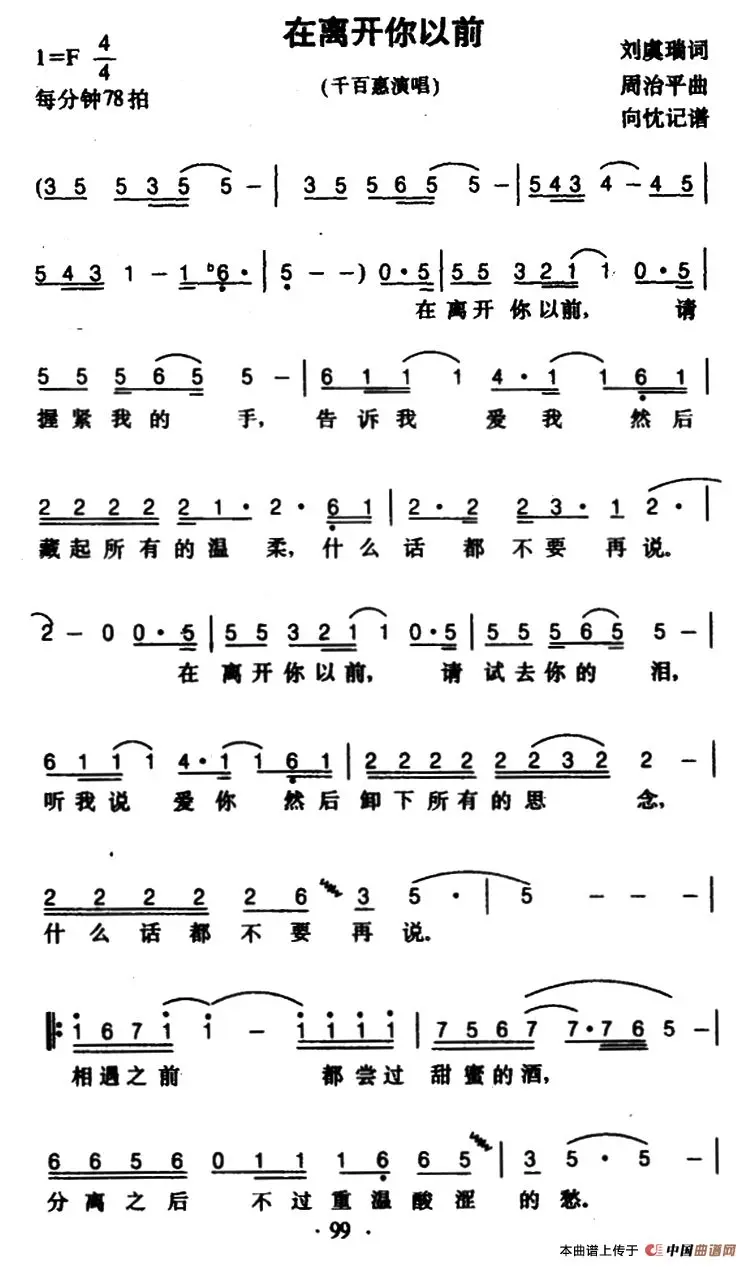 在离开你以前
1=F 4/4
刘虞瑞词
(千百惠演唱)
周治平曲
每分钟78拍
向忱记谱
(3 5 5 3 5 5 - | 3 5 5 6 5 5 - | 5 4 3 4 - 4 5 |
5 4 3 1 - 1 ♭6 · | 5 - - ) 0 · 5 | 5 5 3 2 1 1 0 · 5 |
在离开你以前, 请
5 5 5 6 5 5 - | 6 1 1 1 4 · 1 1 6 1 |
握紧我的 手, 告诉我 爱我 然后
2 2 2 2 2 1 · 2 · 6 1 | 2 · 2 2 3 · 1 2 · |
藏起所有的温 柔, 什么 话 都 不 要 再 说.
2 - 0 0 · 5 | 5 5 3 2 1 1 0 · 5 | 5 5 5 6 5 5 - |
在 离开你以前, 请 试去你的 泪,
6 1 1 1 4 · 1 1 6 1 | 2 2 2 2 2 2 3 2 2 - |
听我说 爱你 然后卸下所有的思 念,
2 2 2 2 2 6 3 5 · | 5 - - - |
什么话都不要再说.
‖: 1 6 7 1 1 - 1 1 1 1 | 7 5 6 7 7 · 7 6 5 - |
相遇之前 都尝过 甜蜜的酒,
6 6 5 6 0 1 1 1 6 6 5 | 3 5 · 5 - |
分离之后 不过重温酸涩 的愁.
· 99 ·
本曲谱上传于 中国曲谱网